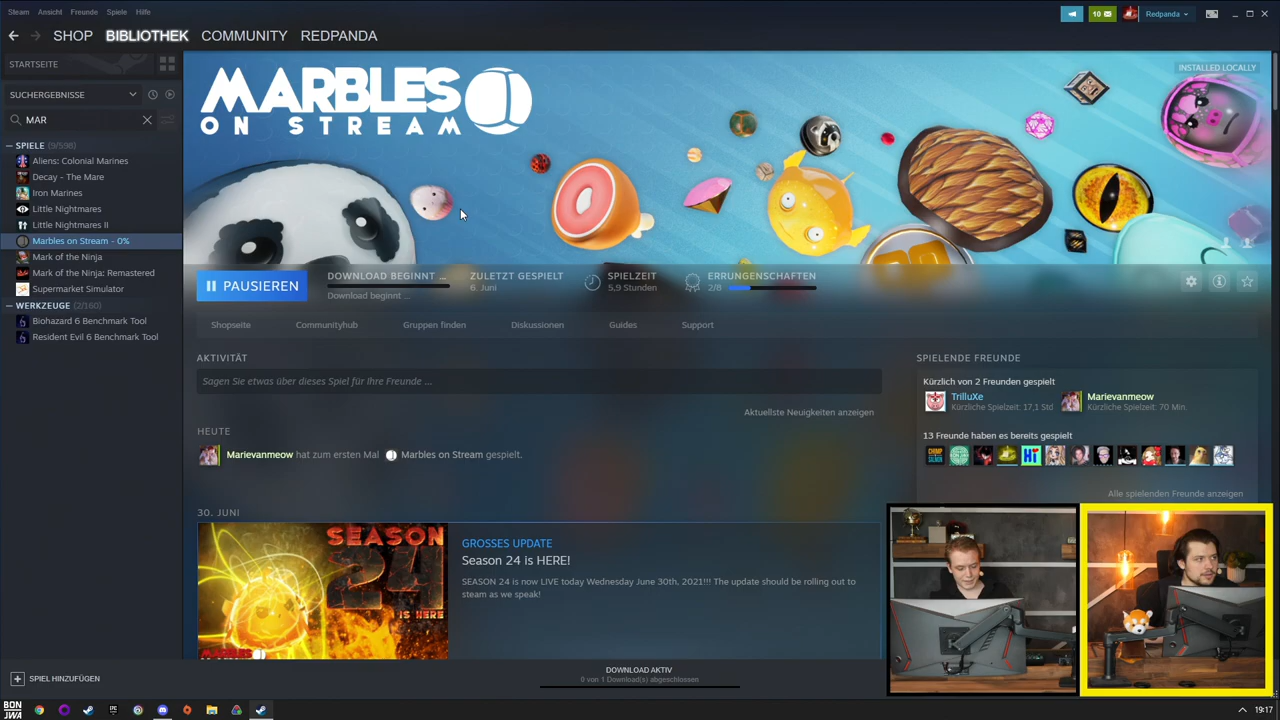 Steam Ansicht Freunde Spiele Hilfe
10 Redpanda
SHOP BIBLIOTHEK COMMUNITY REDPANDA
STARTSEITE
SUCHERGEBNISSE
MAR
SPIELE (9/598)
Aliens: Colonial Marines
Decay - The Mare
Iron Marines
Little Nightmares
Little Nightmares II
Marbles on Stream - 0%
Mark of the Ninja
Mark of the Ninja: Remastered
Supermarket Simulator
WERKZEUGE (2/160)
Biohazard 6 Benchmark Tool
Resident Evil 6 Benchmark Tool
MARBLES
ON STREAM
INSTALLED LOCALLY
PAUSIEREN
DOWNLOAD BEGINNT ...
Download beginnt ...
ZULETZT GESPIELT
6. Juni
SPIELZEIT
5,9 Stunden
ERRUNGENSCHAFTEN
2/8
Shopseite Communityhub Gruppen finden Diskussionen Guides Support
AKTIVITÄT
Sagen Sie etwas über dieses Spiel für Ihre Freunde ...
Aktuellste Neuigkeiten anzeigen
HEUTE
Marievanmeow hat zum ersten Mal Marbles on Stream gespielt.
30. JUNI
SEASON
24
IS HERE
MARBLES
GROSSES UPDATE
Season 24 is HERE!
SEASON 24 is now LIVE today Wednesday June 30th, 2021!!! The update should be rolling out to
steam as we speak!
SPIELENDE FREUNDE
Kürzlich von 2 Freunden gespielt
TrilluXe
Kürzliche Spielzeit: 17,1 Std
Marievanmeow
Kürzliche Spielzeit: 70 Min.
13 Freunde haben es bereits gespielt
Alle spielenden Freunde anzeigen
SPIEL HINZUFÜGEN
DOWNLOAD AKTIV
0 von 1 Download(s) abgeschlossen
BON
JWA
19:17